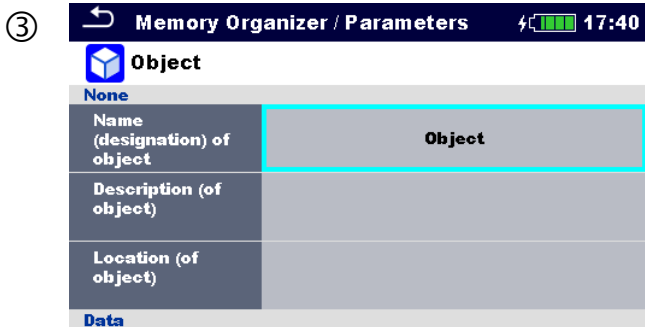 ③
Memory Organizer / Parameters 17:40
Object
None
Name
(designation) of
object
Object
Description (of
object)
Location (of
object)
Data